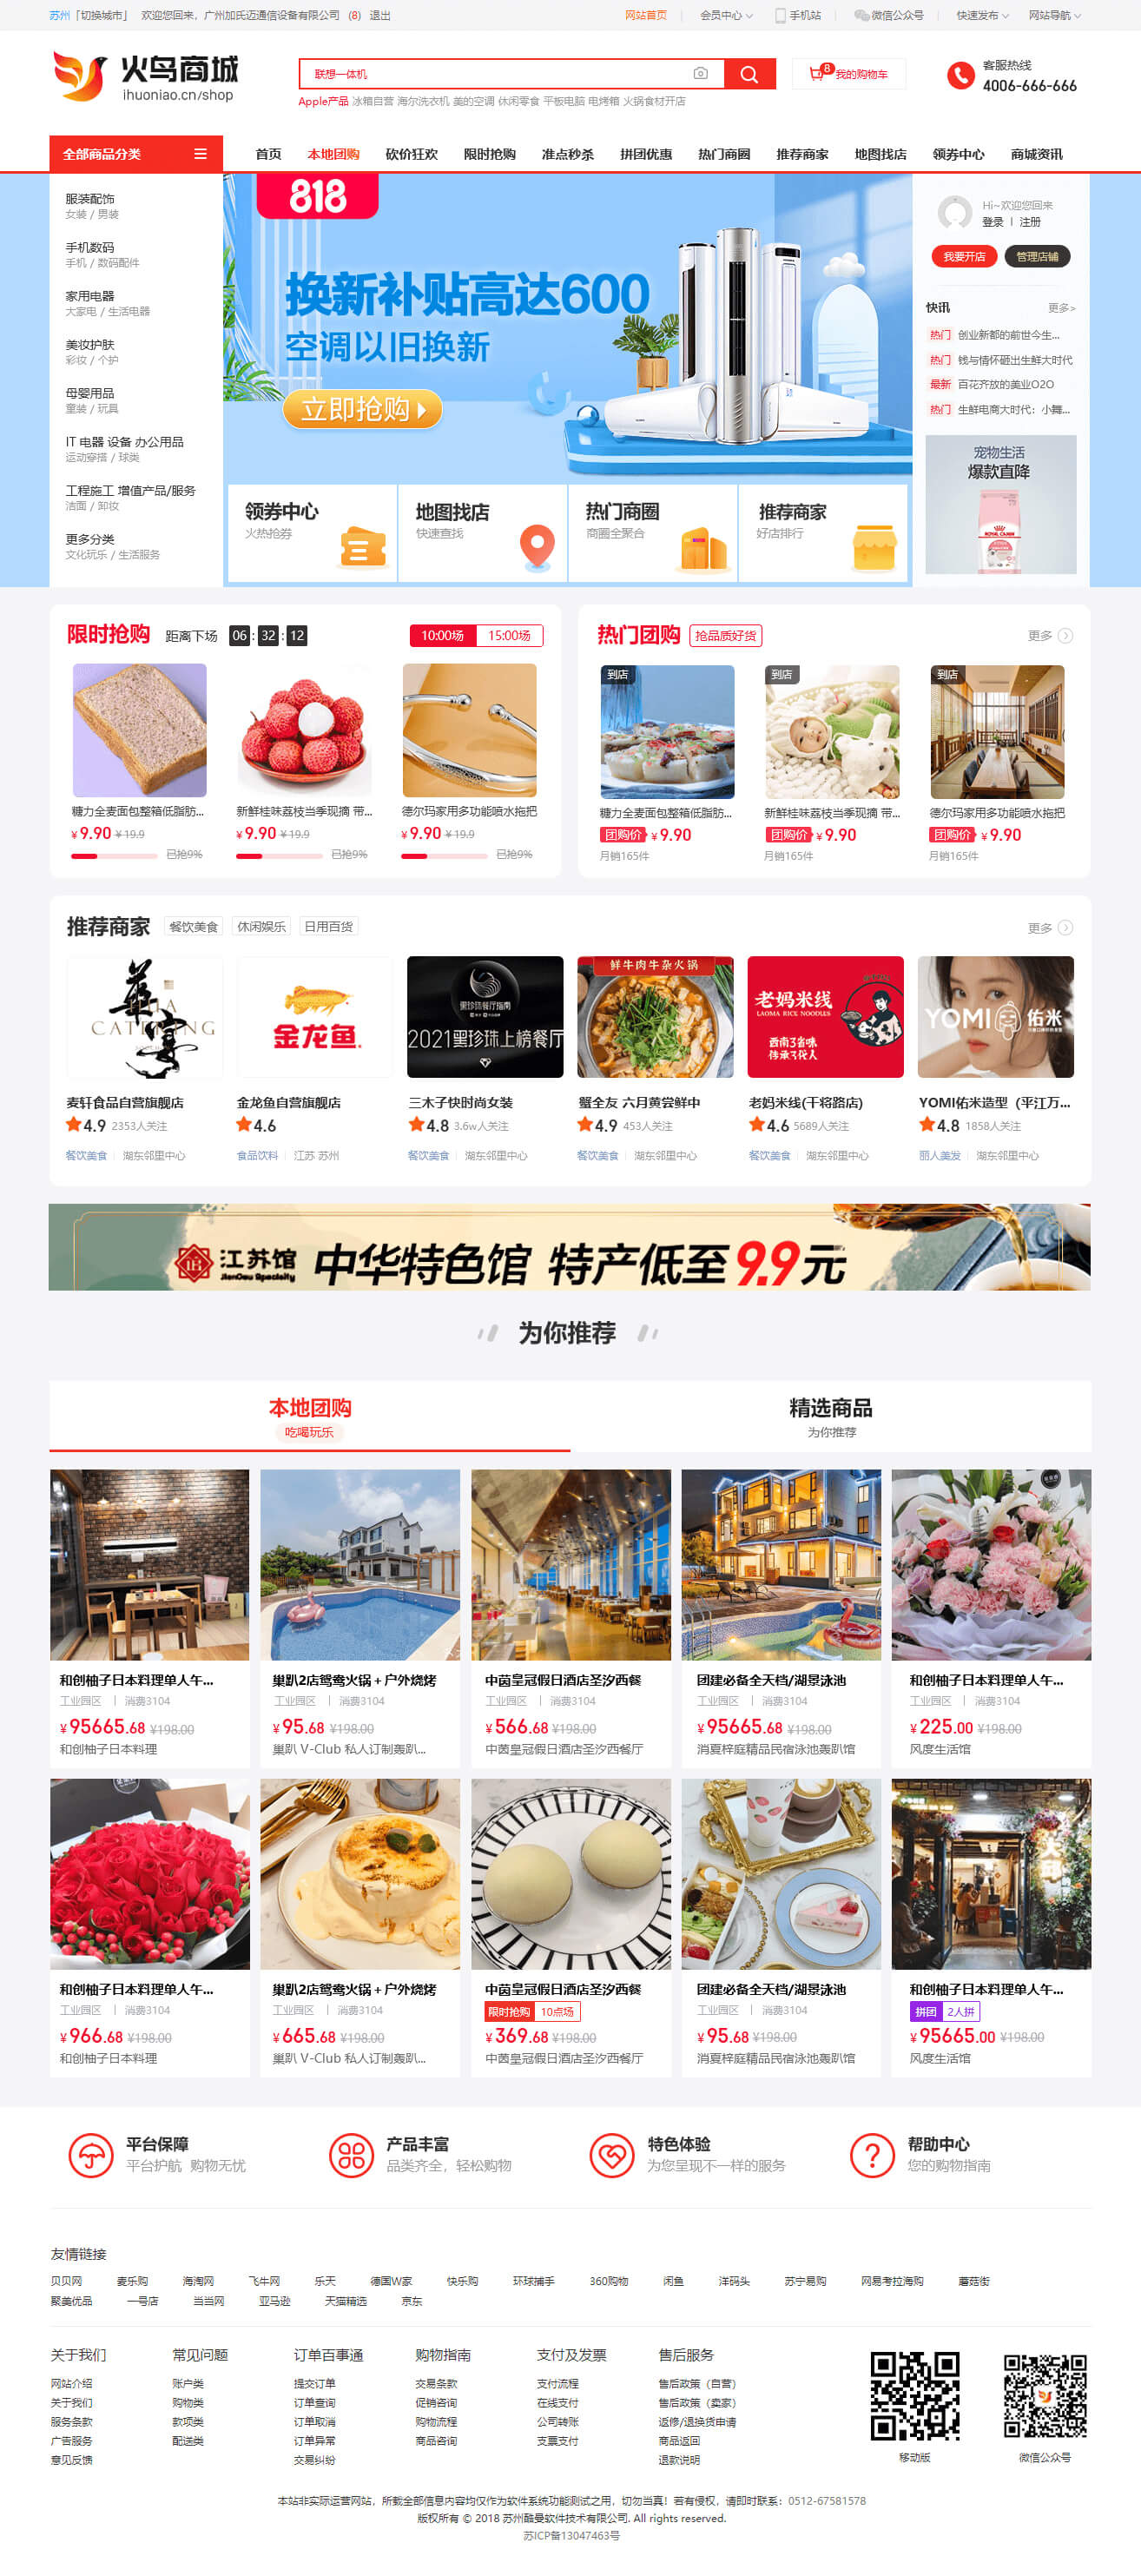 苏州「切换城市」 欢迎您回来，广州加氏迈通信设备有限公司 (8) 退出 网站首页 会员中心 手机站 微信公众号 快速发布 网站导航
火鸟商城
ihuoniao.cn/shop
联想一体机
8 我的购物车
客服热线
4006-666-666
Apple产品 冰箱自营 海尔洗衣机 美的空调 休闲零食 平板电脑 电烤箱 火锅食材开店
全部商品分类 首页 本地团购 砍价狂欢 限时抢购 准点秒杀 拼团优惠 热门商圈 推荐商家 地图找店 领券中心 商城资讯
服装配饰
女装 / 男装
手机数码
手机 / 数码配件
家用电器
大家电 / 生活电器
美妆护肤
彩妆 / 个护
母婴用品
童装 / 玩具
IT 电器 设备 办公用品
运动穿搭 / 球类
工程施工 增值产品/服务
洁面 / 卸妆
更多分类
文化玩乐 / 生活服务
818
换新补贴高达600
空调以旧换新
立即抢购
领券中心
火热抢券
地图找店
快速查找
热门商圈
商圈全聚合
推荐商家
好店排行
Hi~欢迎您回来
登录 | 注册
我要开店 管理店铺
快讯 更多>
热门 创业新都的前世今生...
热门 钱与情怀砸出生鲜大时代
最新 百花齐放的美业O2O
热门 生鲜电商大时代：小舞...
宠物生活
爆款直降
ROYAL CANIN
限时抢购 距离下场 06 : 32 : 12 10:00场 15:00场
糖力全麦面包整箱低脂肪... 新鲜桂味荔枝当季现摘 带... 德尔玛家用多功能喷水拖把
¥ 9.90 ¥ 19.9 ¥ 9.90 ¥ 19.9 ¥ 9.90 ¥ 19.9
已抢9% 已抢9% 已抢9%
热门团购 抢品质好货 更多
到店 到店 到店
糖力全麦面包整箱低脂肪... 新鲜桂味荔枝当季现摘 带... 德尔玛家用多功能喷水拖把
团购价 ¥ 9.90 团购价 ¥ 9.90 团购价 ¥ 9.90
月销165件 月销165件 月销165件
推荐商家 餐饮美食 休闲娱乐 日用百货 更多
CATERING
金龙鱼
黑珍珠餐厅指南
2021黑珍珠上榜餐厅
鲜牛肉牛杂火锅
老妈米线
LAOMA RICE NOODLES
西南3省味
传承3代人
YOMI 佑米
麦轩食品自营旗舰店 金龙鱼自营旗舰店 三木子快时尚女装 蟹全友 六月黄尝鲜中 老妈米线(干将路店) YOMI佑米造型（平江万...
4.9 2353人关注 4.6 4.8 3.6w人关注 4.9 453人关注 4.6 5689人关注 4.8 1858人关注
餐饮美食 湖东邻里中心 食品饮料 江苏 苏州 餐饮美食 湖东邻里中心 餐饮美食 湖东邻里中心 餐饮美食 湖东邻里中心 丽人美发 湖东邻里中心
江苏馆
JianGsu Specialty
中华特色馆 特产低至9.9元
为你推荐
本地团购 精选商品
吃喝玩乐 为你推荐
和创柚子日本料理单人午... 巢趴2店鸳鸯火锅 + 户外烧烤 中茵皇冠假日酒店圣汐西餐 团建必备全天档/湖景泳池 和创柚子日本料理单人午...
工业园区 | 消费3104 工业园区 | 消费3104 工业园区 | 消费3104 工业园区 | 消费3104 工业园区 | 消费3104
¥ 95665.68 ¥198.00 ¥ 95.68 ¥198.00 ¥ 566.68 ¥198.00 ¥ 95665.68 ¥198.00 ¥ 225.00 ¥198.00
和创柚子日本料理 巢趴 V-Club 私人订制轰趴... 中茵皇冠假日酒店圣汐西餐厅 消夏梓庭精品民宿泳池轰趴馆 风度生活馆
和创柚子日本料理单人午... 巢趴2店鸳鸯火锅 + 户外烧烤 中茵皇冠假日酒店圣汐西餐 团建必备全天档/湖景泳池 和创柚子日本料理单人午...
工业园区 | 消费3104 工业园区 | 消费3104 限时抢购 10点场 工业园区 | 消费3104 拼团 2人拼
¥ 966.68 ¥198.00 ¥ 665.68 ¥198.00 ¥ 369.68 ¥198.00 ¥ 95.68 ¥198.00 ¥ 95665.00 ¥198.00
和创柚子日本料理 巢趴 V-Club 私人订制轰趴... 中茵皇冠假日酒店圣汐西餐厅 消夏梓庭精品民宿泳池轰趴馆 风度生活馆
平台保障 产品丰富 特色体验 帮助中心
平台护航 购物无忧 品类齐全，轻松购物 为您呈现不一样的服务 您的购物指南
友情链接
贝贝网 麦乐购 海淘网 飞牛网 乐天 德国W家 快乐购 环球捕手 360购物 闲鱼 洋码头 苏宁易购 网易考拉海购 蘑菇街
聚美优品 一号店 当当网 亚马逊 天猫精选 京东
关于我们 常见问题 订单百事通 购物指南 支付及发票 售后服务
网站介绍 账户类 提交订单 交易条款 支付流程 售后政策（自营）
关于我们 购物类 订单查询 促销咨询 在线支付 售后政策（卖家）
服务条款 款项类 订单取消 购物流程 公司转账 返修/退换货申请
广告服务 配送类 订单异常 商品咨询 支票支付 商品返回
意见反馈 交易纠纷 退款说明
移动版 微信公众号
本站非实际运营网站，所载全部信息内容均仅作为软件系统功能测试之用，切勿当真！若有侵权，请即时联系：0512-67581578
版权所有 © 2018 苏州酷曼软件技术有限公司. All rights reserved.
苏ICP备13047463号